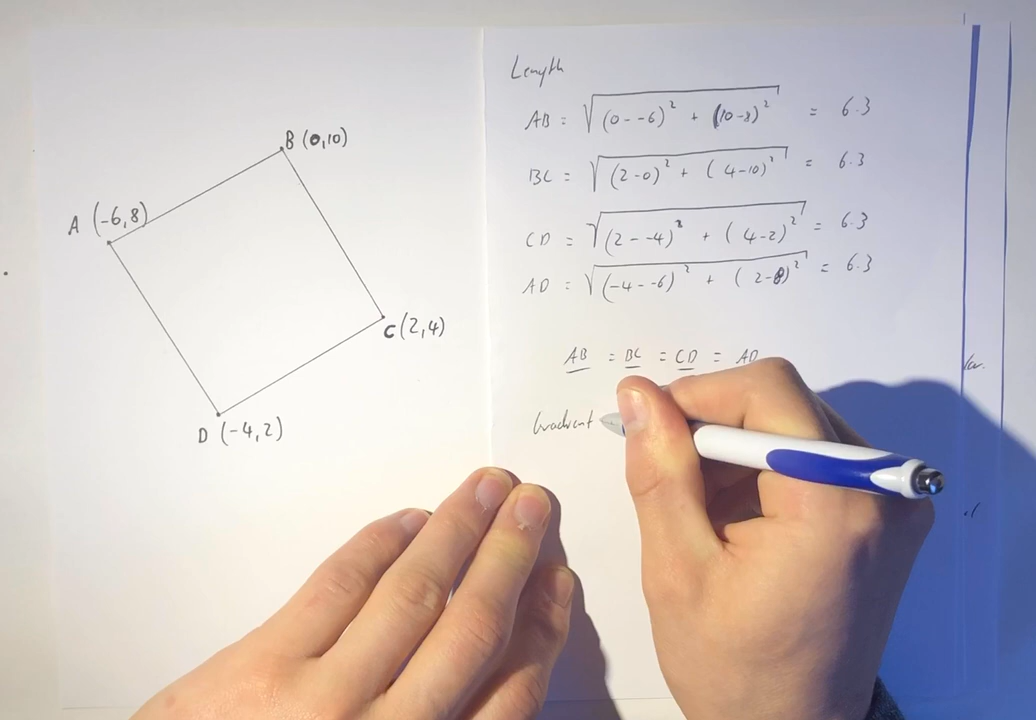 B (0,10)
A (-6,8)
C (2,4)
D (-4,2)
Length
AB = √(0 - -6)² + (10-8)² = 6.3
BC = √(2-0)² + (4-10)² = 6.3
CD = √(2 - -4)² + (4-2)² = 6.3
AD = √(-4 - -6)² + (2-8)² = 6.3
AB = BC = CD = AD
Gradient